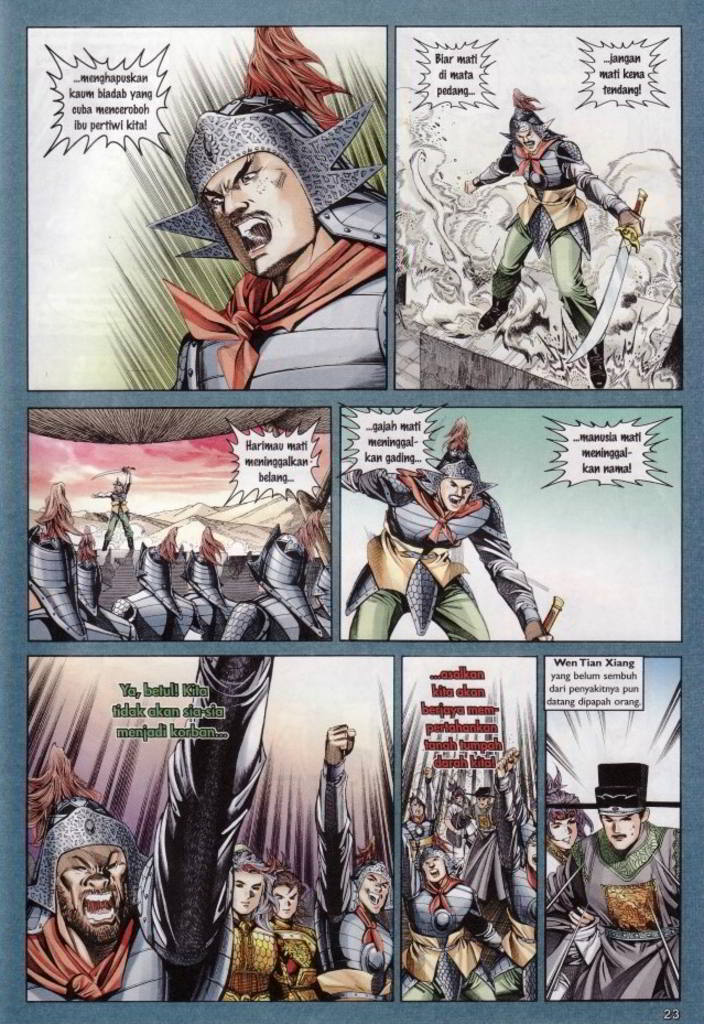 ...menghapuskan
kaum biadab yang
cuba menceroboh
ibu pertiwi kita!
Biar mati
di mata
pedang...
...jangan
mati kena
tendang!
Harimau mati
meninggalkan
belang...
...gajah mati
meninggal-
kan gading...
...manusia mati
meninggal-
kan nama!
Ya, betul! Kita
tidak akan sia-sia
menjadi korban...
...asalkan
kita akan
berjaya mem-
pertahankan
tanah tumpah
darah kita!
Wen Tian Xiang
yang belum sembuh
dari penyakitnya pun
datang dipapah orang.
23